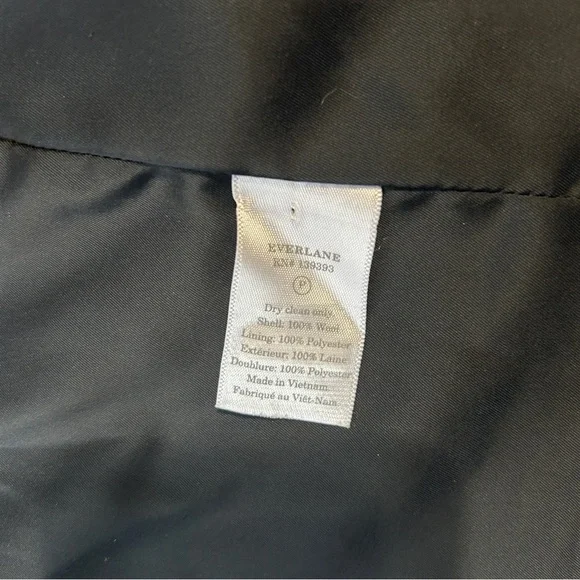 EVERLANE
RN# 139393
P
Dry clean only.
Shell: 100% Wool
Lining: 100% Polyester
Extérieur: 100% Laine
Doublure: 100% Polyester
Made in Vietnam
Fabriqué au Viêt-Nam